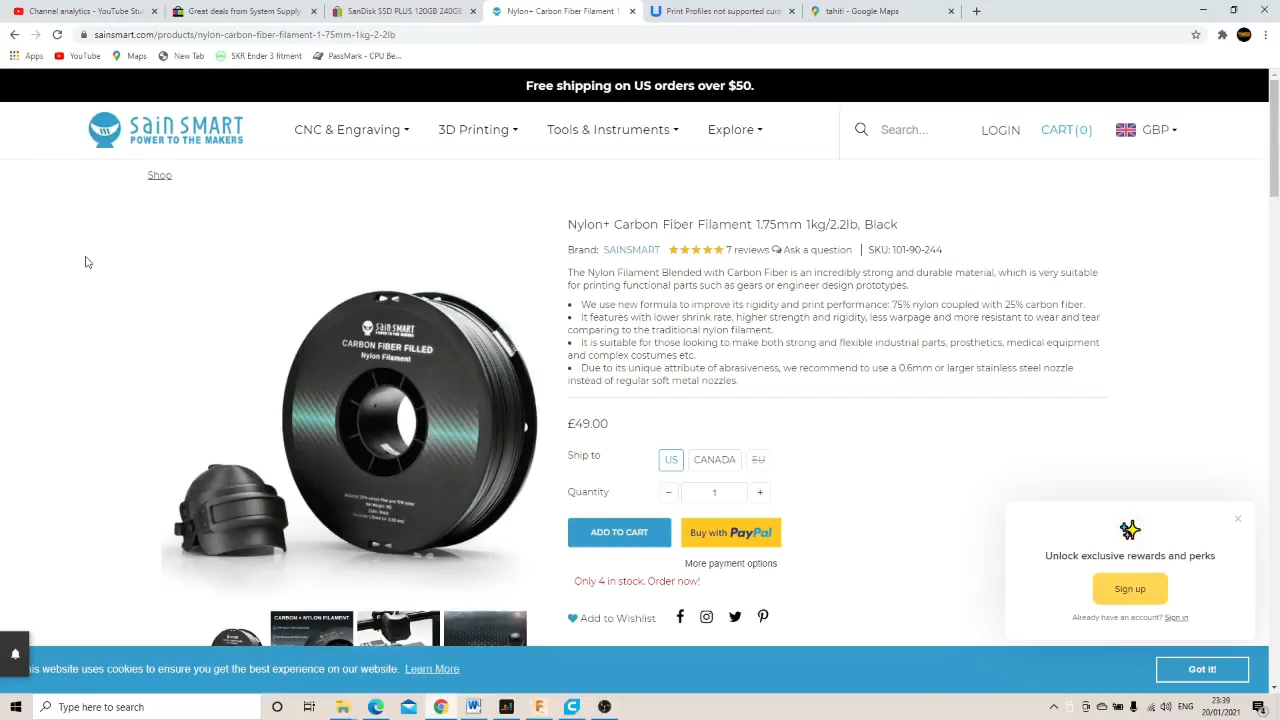 Youtube Channel Analytics
Great deals from System Supply
SanDisk SSD PLUS 120GB 240GB
Nylon+ Carbon Fiber Filament 1
Print Profiles not supported cura
tahiti - Google Maps
sainsmart.com/products/nylon-carbon-fiber-filament-1-75mm-1kg-2-2lb
Apps YouTube Maps New Tab SKR Ender 3 fitment PassMark - CPU Be...
Free shipping on US orders over $50.
SAIN SMART
POWER TO THE MAKERS
CNC & Engraving 3D Printing Tools & Instruments Explore Search... LOGIN CART(0) GBP
Shop
Nylon+ Carbon Fiber Filament 1.75mm 1kg/2.2lb, Black
Brand: SAINSMART 7 reviews Ask a question | SKU: 101-90-244
The Nylon Filament Blended with Carbon Fiber is an incredibly strong and durable material, which is very suitable
for printing functional parts such as gears or engineer design prototypes.
• We use new formula to improve its rigidity and print performance: 75% nylon coupled with 25% carbon fiber.
• It features with lower shrink rate, higher strength and rigidity, less warpage and more resistant to wear and tear
comparing to the traditional nylon filament.
• It is suitable for those looking to make both strong and flexible industrial parts, prosthetics, medical equipment
and complex costumes etc.
• Due to its unique attribute of abrasiveness, we recommend to use a 0.6mm or larger stainless steel nozzle
instead of regular soft metal nozzles.
SAIN SMART
POWER TO THE MAKERS
CARBON FIBER FILLED
Nylon Filament
£49.00
Ship to US CANADA EU
Quantity − 1 +
ADD TO CART Buy with PayPal
More payment options
Only 4 in stock. Order now!
Add to Wishlist
CARBON + NYLON FILAMENT
Unlock exclusive rewards and perks
Sign up
Already have an account? Sign in
is website uses cookies to ensure you get the best experience on our website. Learn More
Got it!
Type here to search
ENG
23:39
20/01/2021
4